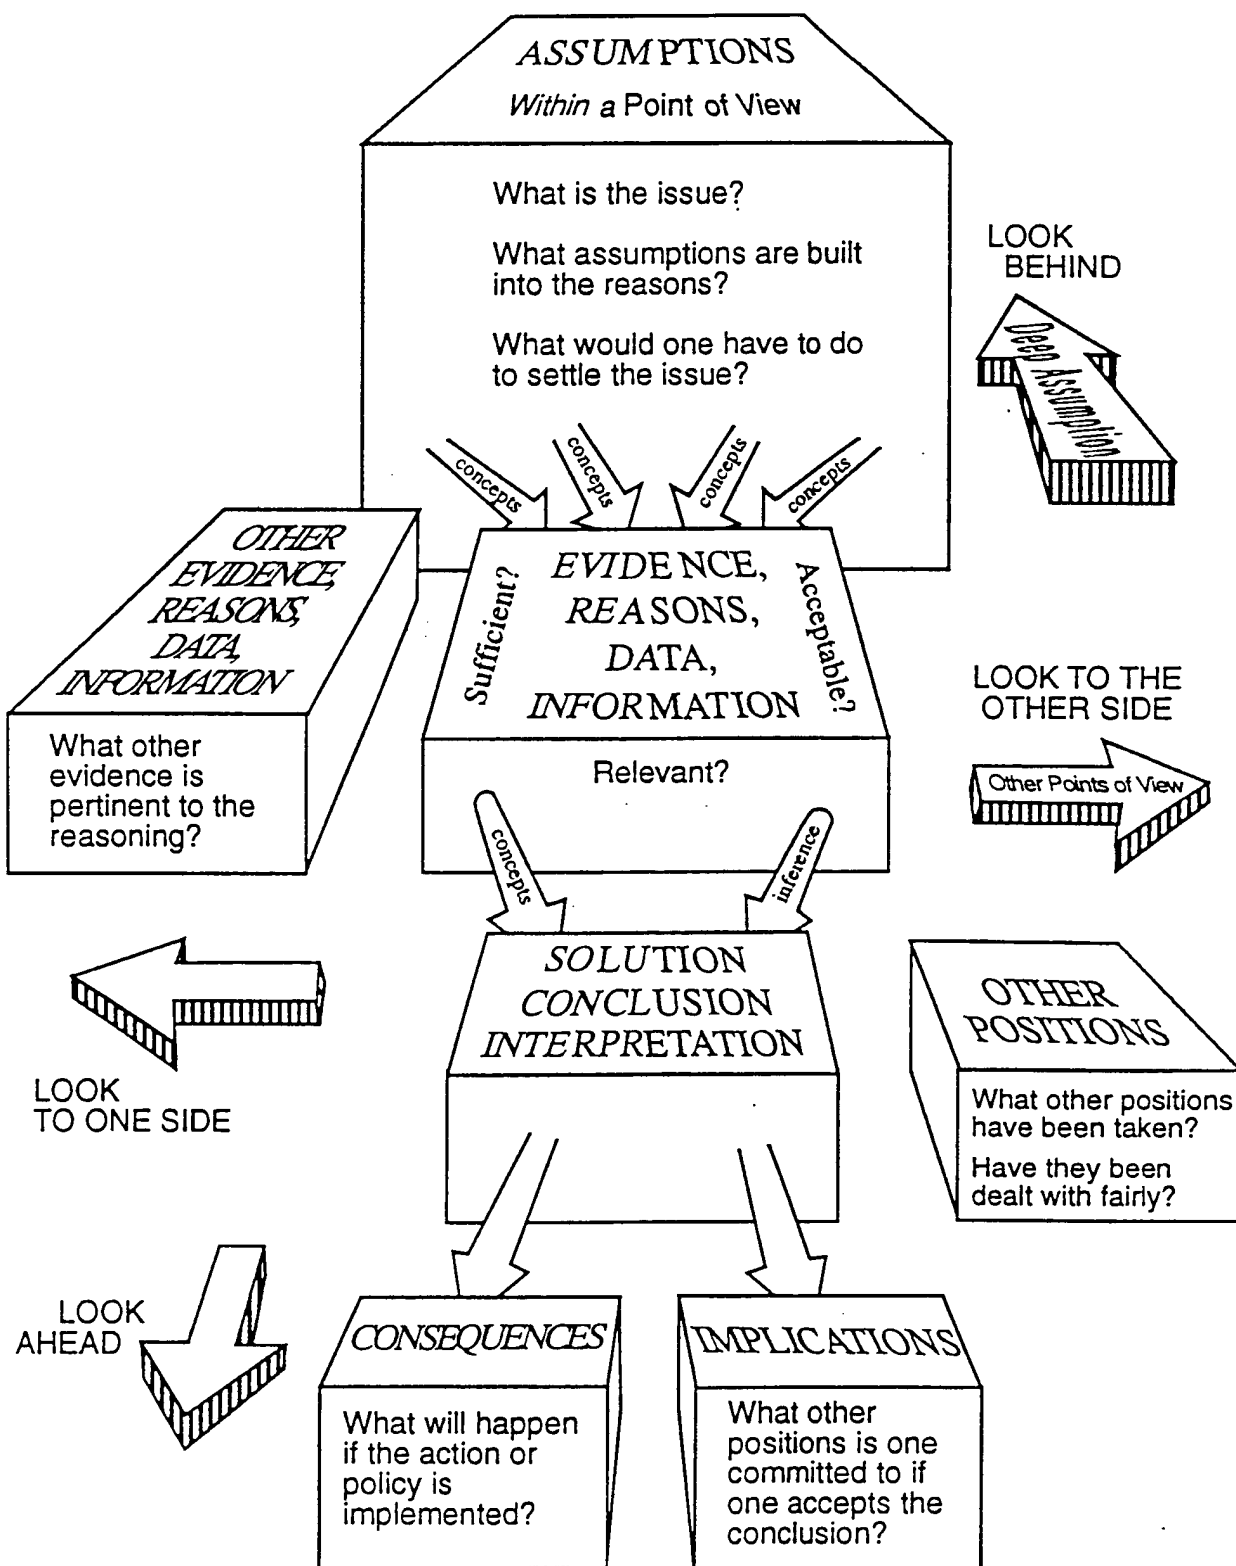 ASSUMPTIONS
Within a Point of View
What is the issue?
What assumptions are built
into the reasons?
What would one have to do
to settle the issue?
LOOK
BEHIND
Deep Assumption
concepts
concepts
concepts
concepts
OTHER
EVIDENCE,
REASONS,
DATA,
INFORMATION
What other
evidence is
pertinent to the
reasoning?
Sufficient?
EVIDENCE,
REASONS,
DATA,
INFORMATION
Acceptable?
Relevant?
LOOK TO THE
OTHER SIDE
Other Points of View
concepts
inference
SOLUTION
CONCLUSION
INTERPRETATION
LOOK
TO ONE SIDE
OTHER
POSITIONS
What other positions
have been taken?
Have they been
dealt with fairly?
LOOK
AHEAD
CONSEQUENCES
What will happen
if the action or
policy is
implemented?
IMPLICATIONS
What other
positions is one
committed to if
one accepts the
conclusion?